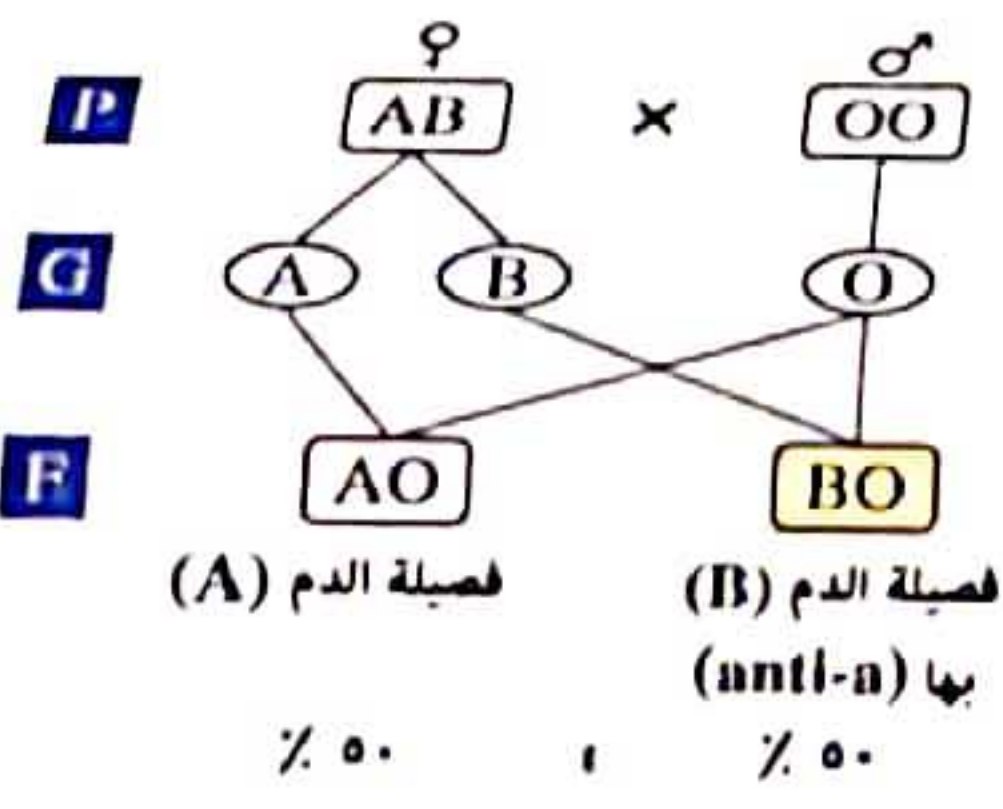 ♀ ♂
P AB × OO
G A B O
F AO BO
فصيلة الدم (A) فصيلة الدم (B)
بها (anti-a)
٥٠ ٪ ، ٥٠ ٪